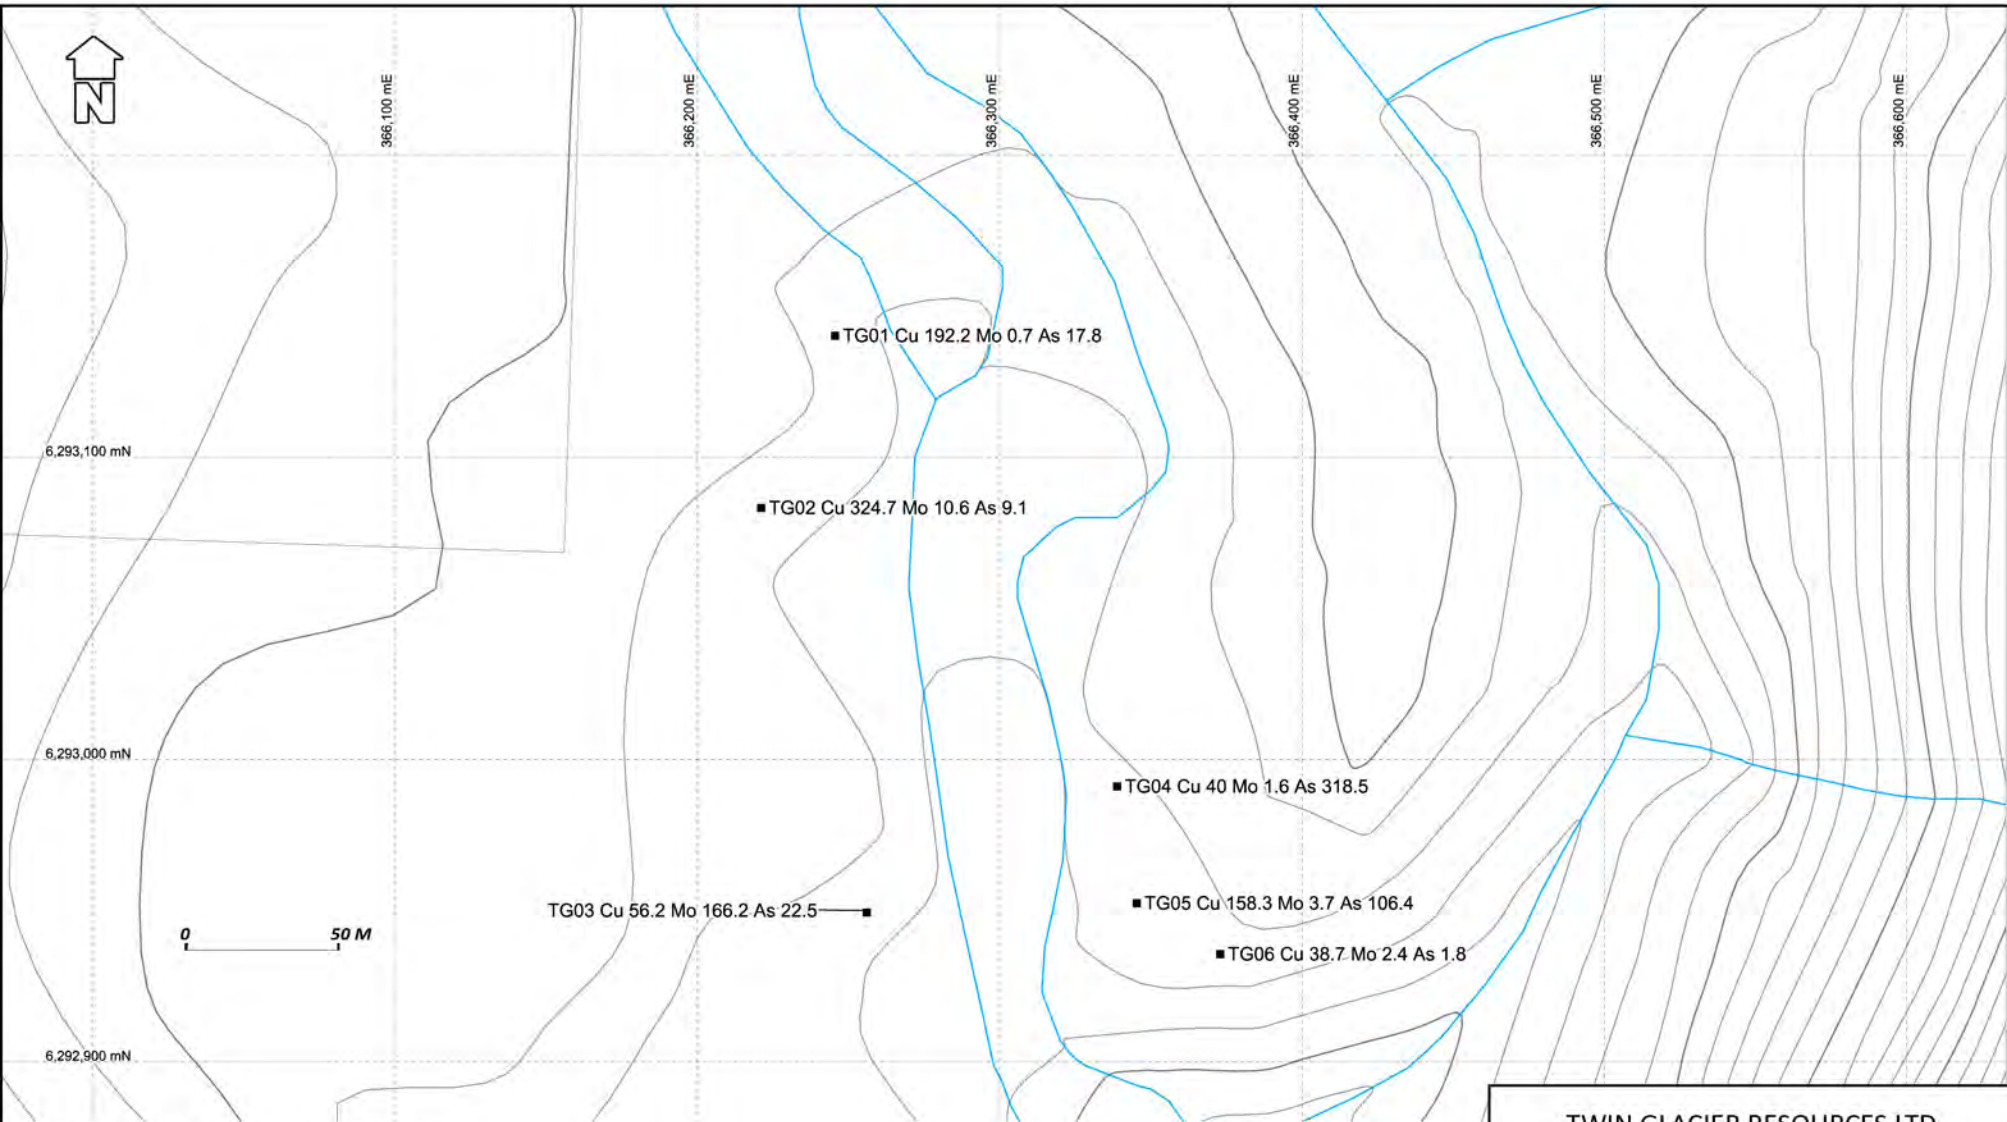 N
366,100 mE
366,200 mE
366,300 mE
366,400 mE
366,500 mE
366,600 mE
TG01 Cu 192.2 Mo 0.7 As 17.8
6,293,100 mN
TG02 Cu 324.7 Mo 10.6 As 9.1
6,293,000 mN
TG04 Cu 40 Mo 1.6 As 318.5
TG03 Cu 56.2 Mo 166.2 As 22.5
TG05 Cu 158.3 Mo 3.7 As 106.4
0 50 M
TG06 Cu 38.7 Mo 2.4 As 1.8
6,292,900 mN
TWIN GLACIER RESOURCES LTD